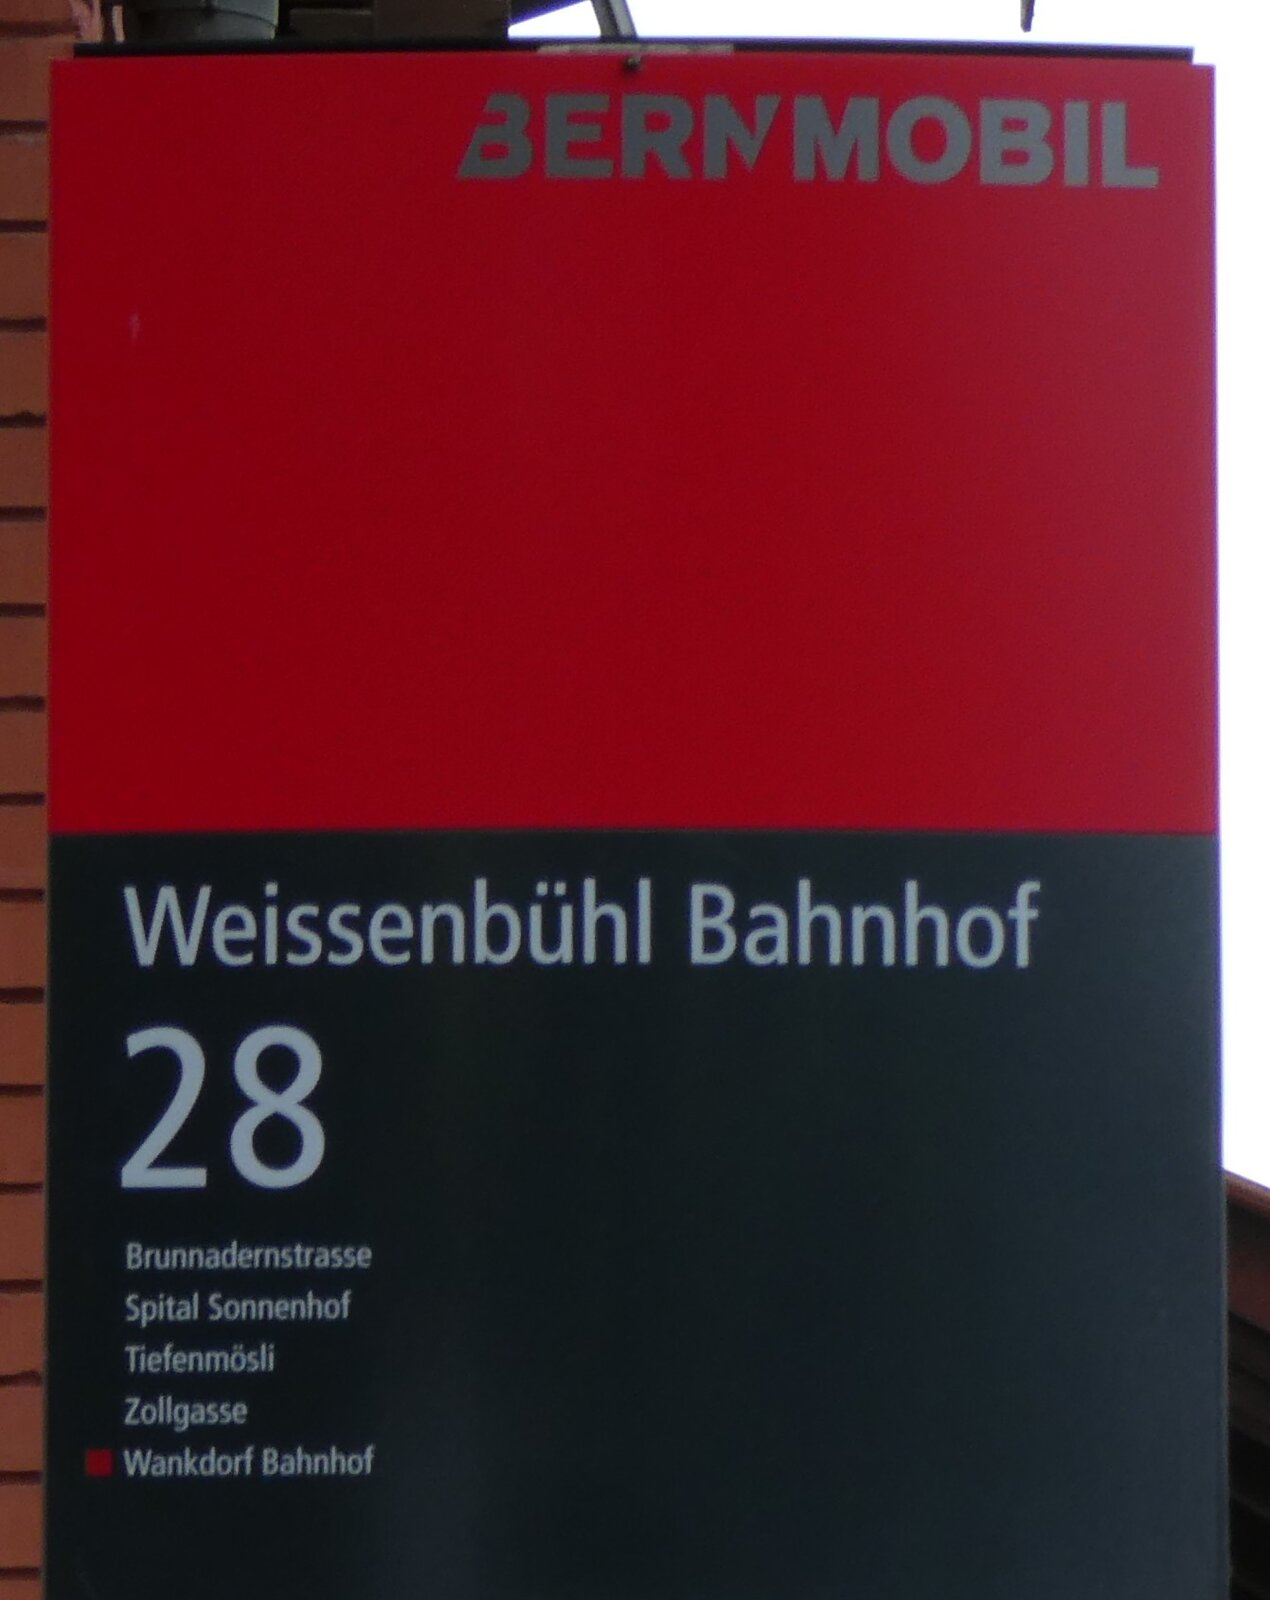 BERNMOBIL
Weissenbühl Bahnhof
28
Brunnadernstrasse
Spital Sonnenhof
Tiefenmösli
Zollgasse
Wankdorf Bahnhof